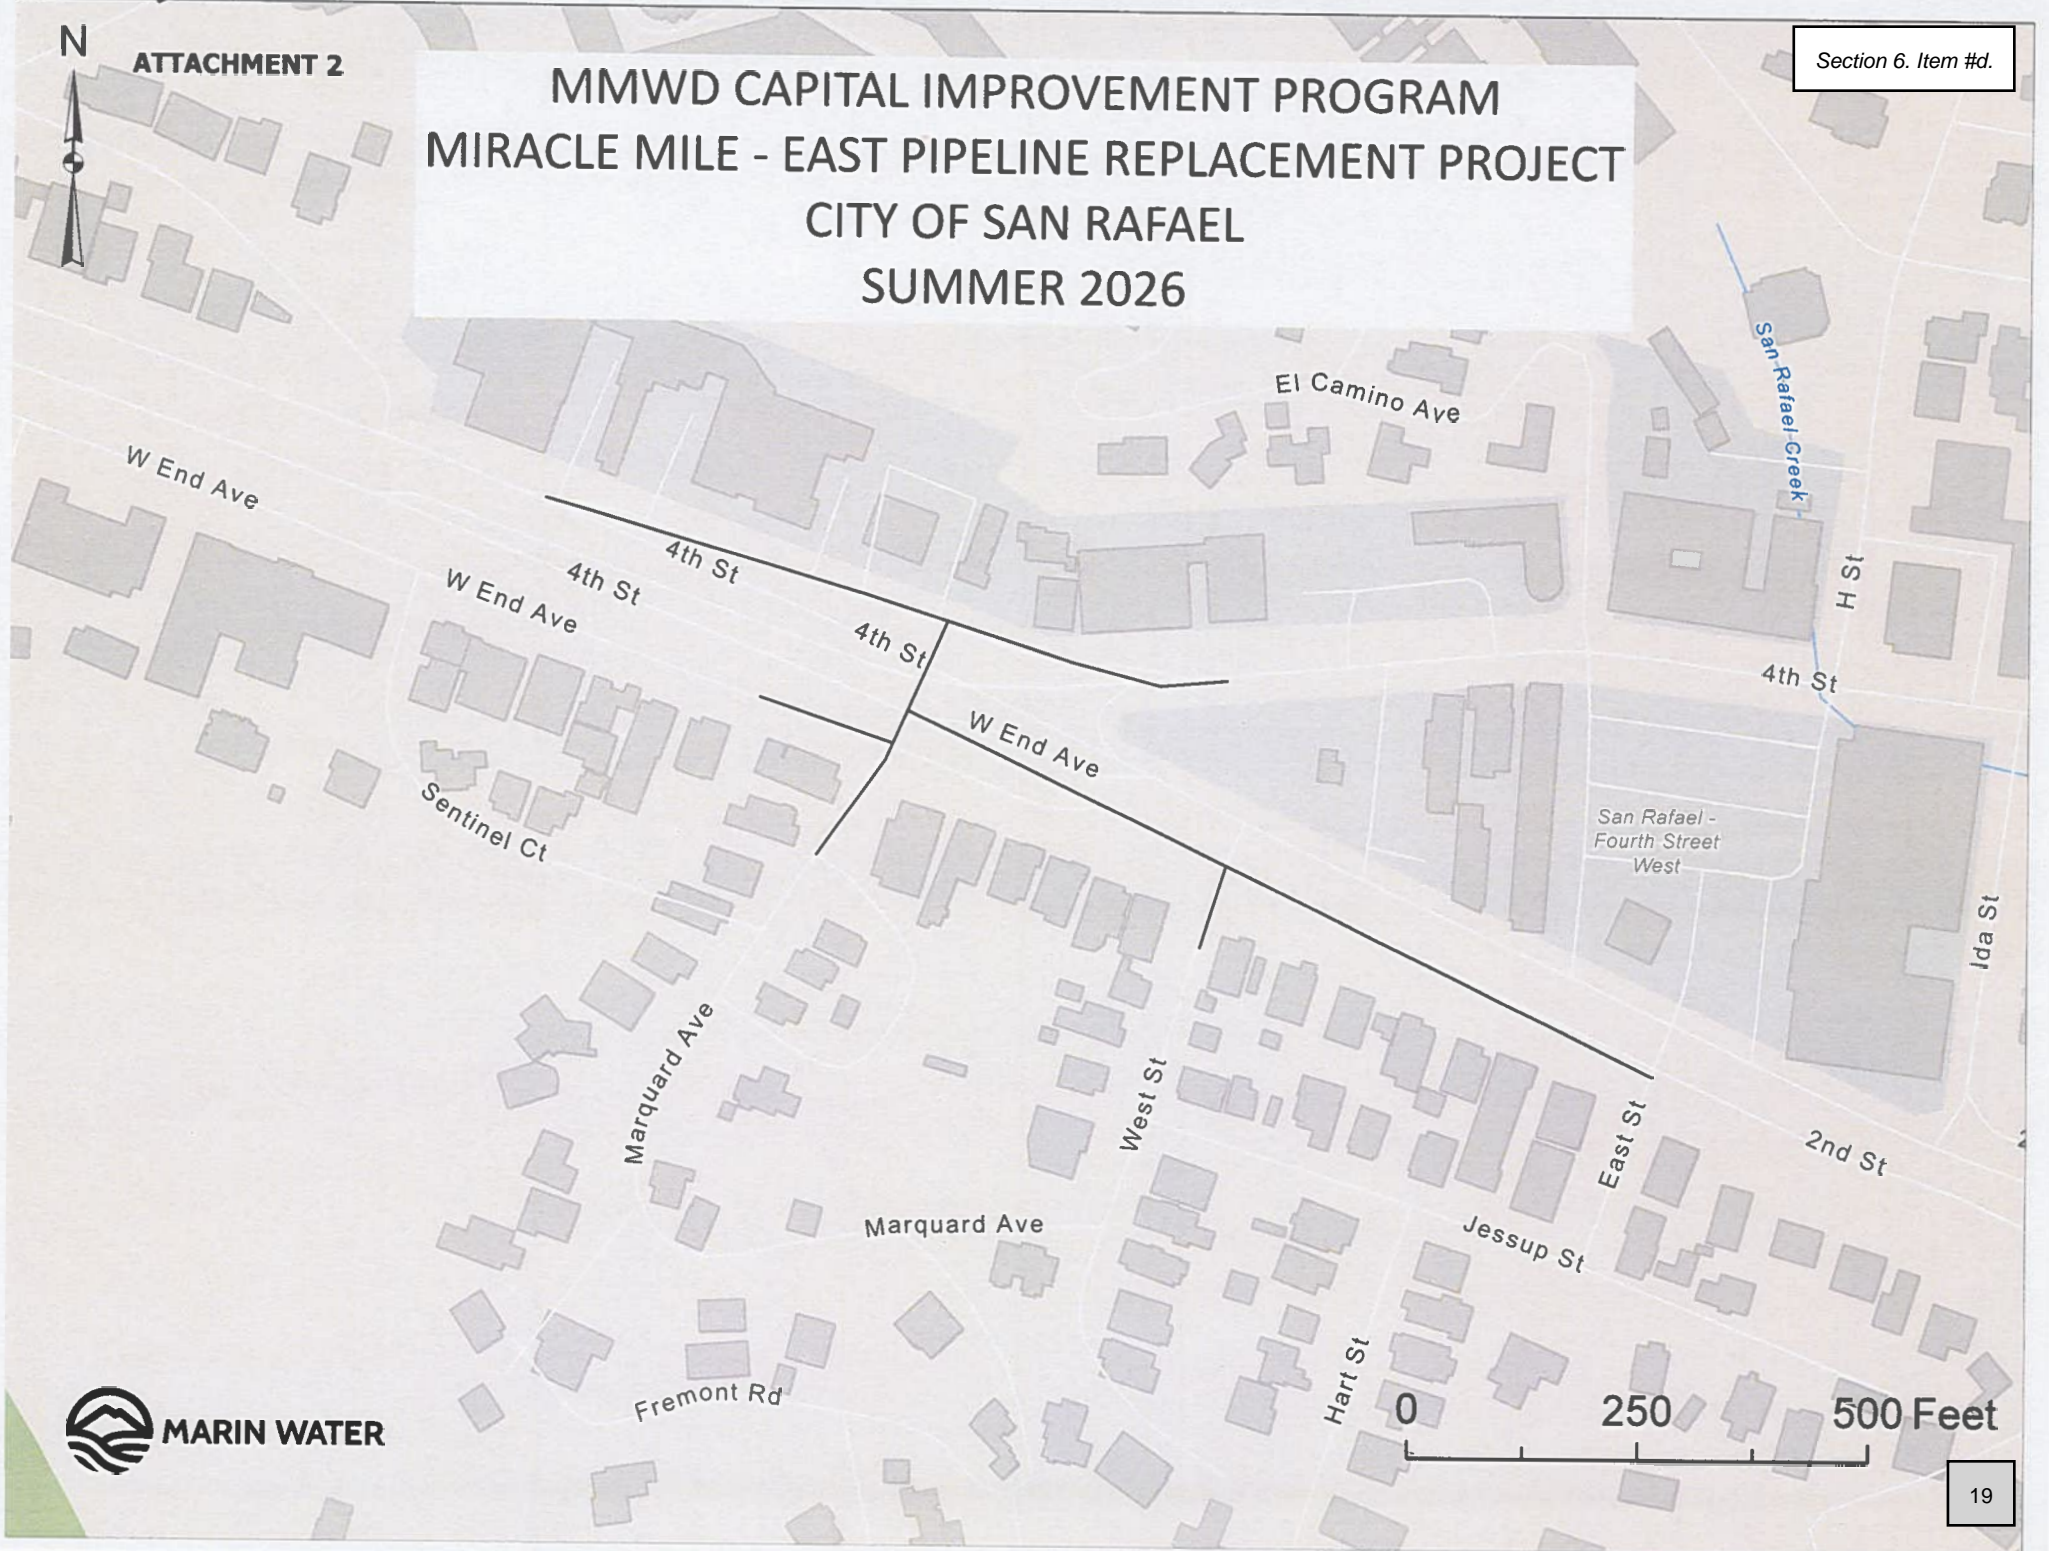 N
ATTACHMENT 2
Section 6. Item #d.
MMWD CAPITAL IMPROVEMENT PROGRAM
MIRACLE MILE - EAST PIPELINE REPLACEMENT PROJECT
CITY OF SAN RAFAEL
SUMMER 2026
San Rafael Creek
El Camino Ave
W End Ave
4th St
4th St
W End Ave
4th St
H St
4th St
W End Ave
Sentinel Ct
San Rafael -
Fourth Street
West
Ida St
Marquard Ave
West St
East St
2nd St
Marquard Ave
Jessup St
Hart St
Fremont Rd
MARIN WATER
0 250 500 Feet
19